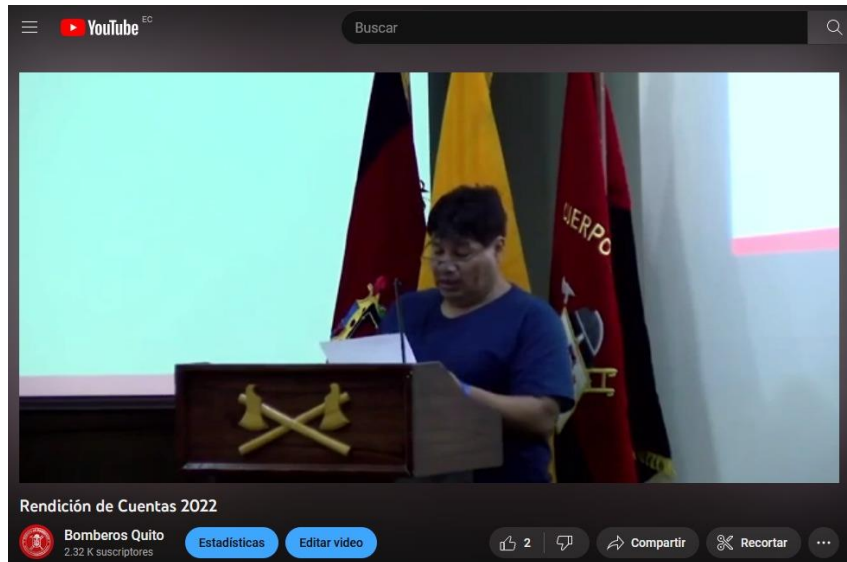 YouTube EC
Buscar
CUERPO
Rendición de Cuentas 2022
Bomberos Quito
2.32 K suscriptores
Estadísticas
Editar video
2
Compartir
Recortar